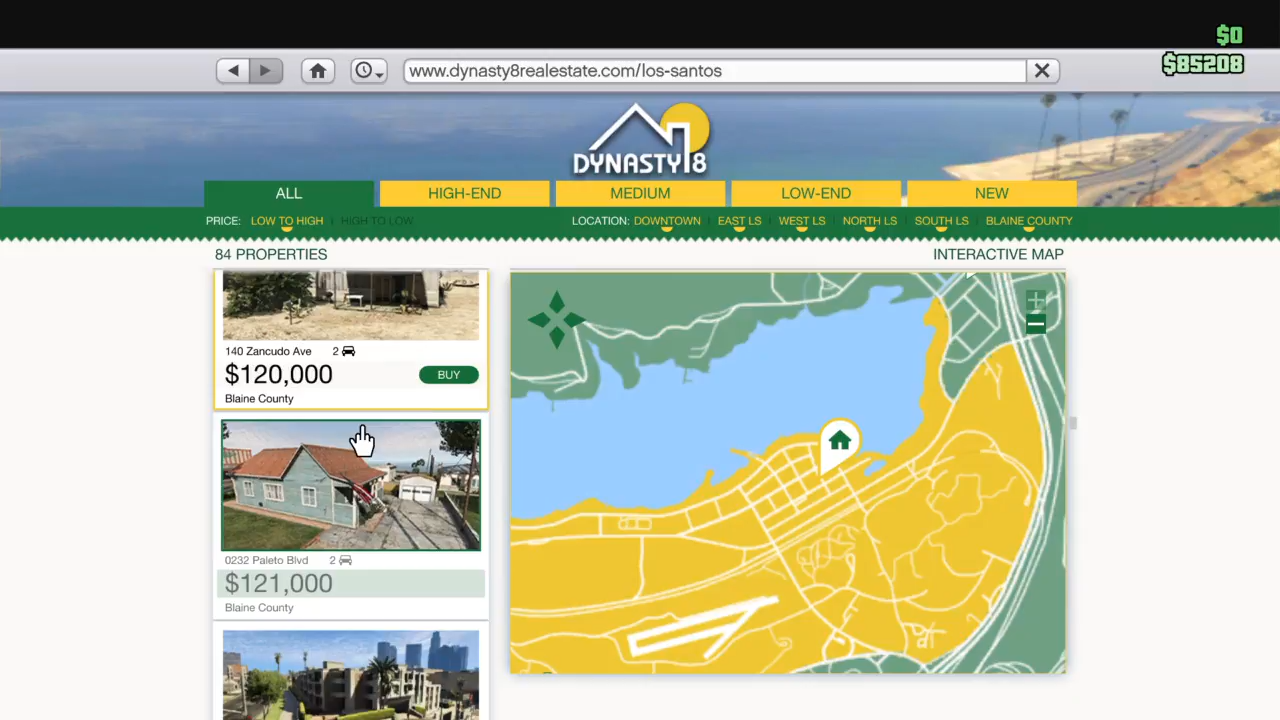 $0
$85208
www.dynasty8realestate.com/los-santos
DYNASTY 8
ALL HIGH-END MEDIUM LOW-END NEW
PRICE: LOW TO HIGH HIGH TO LOW LOCATION: DOWNTOWN EAST LS WEST LS NORTH LS SOUTH LS BLAINE COUNTY
84 PROPERTIES INTERACTIVE MAP
140 Zancudo Ave 2
$120,000 BUY
Blaine County
0232 Paleto Blvd 2
$121,000
Blaine County